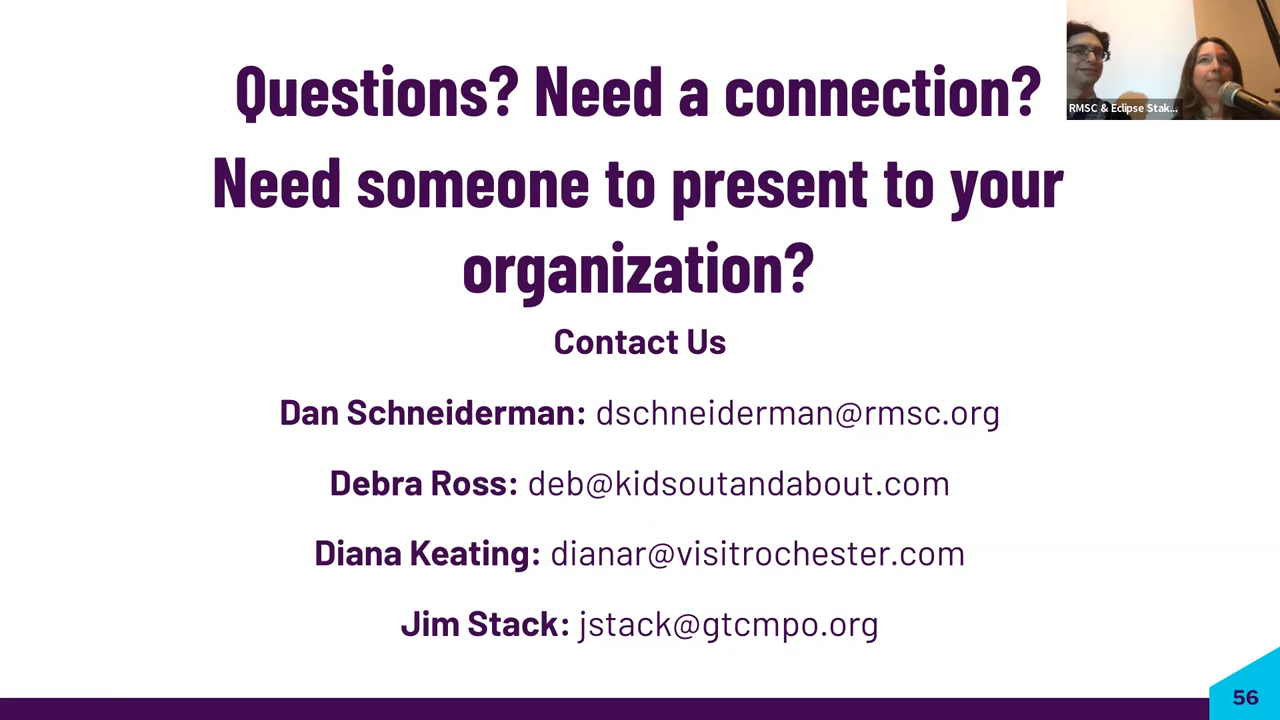 Questions? Need a connection?
RMSC & Eclipse Stak...
Need someone to present to your
organization?
Contact Us
Dan Schneiderman: dschneiderman@rmsc.org
Debra Ross: deb@kidsoutandabout.com
Diana Keating: dianar@visitrochester.com
Jim Stack: jstack@gtcmpo.org
56